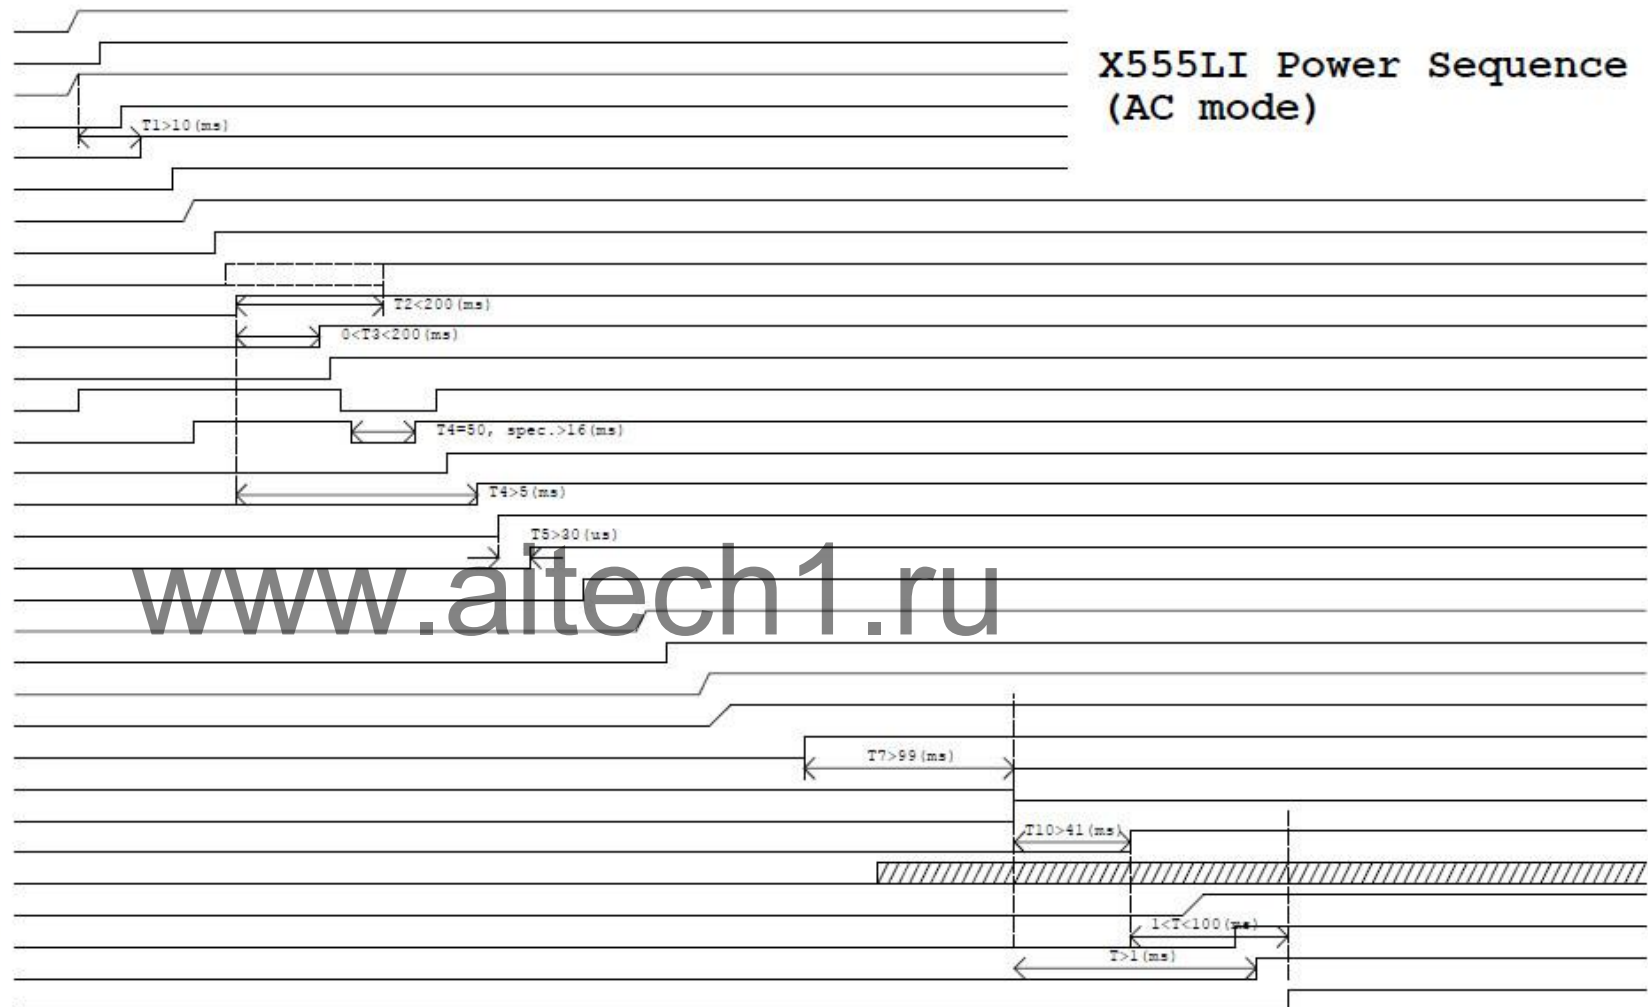 X555LI Power Sequence
(AC mode)
T1>10(ms)
T2<200(ms)
0<T3<200(ms)
T4=50, spec.>16(ms)
T4>5(ms)
T5>30(us)
www.aitech1.ru
T7>99(ms)
T10>41(ms)
1<T<100(ms)
T>1(ms)